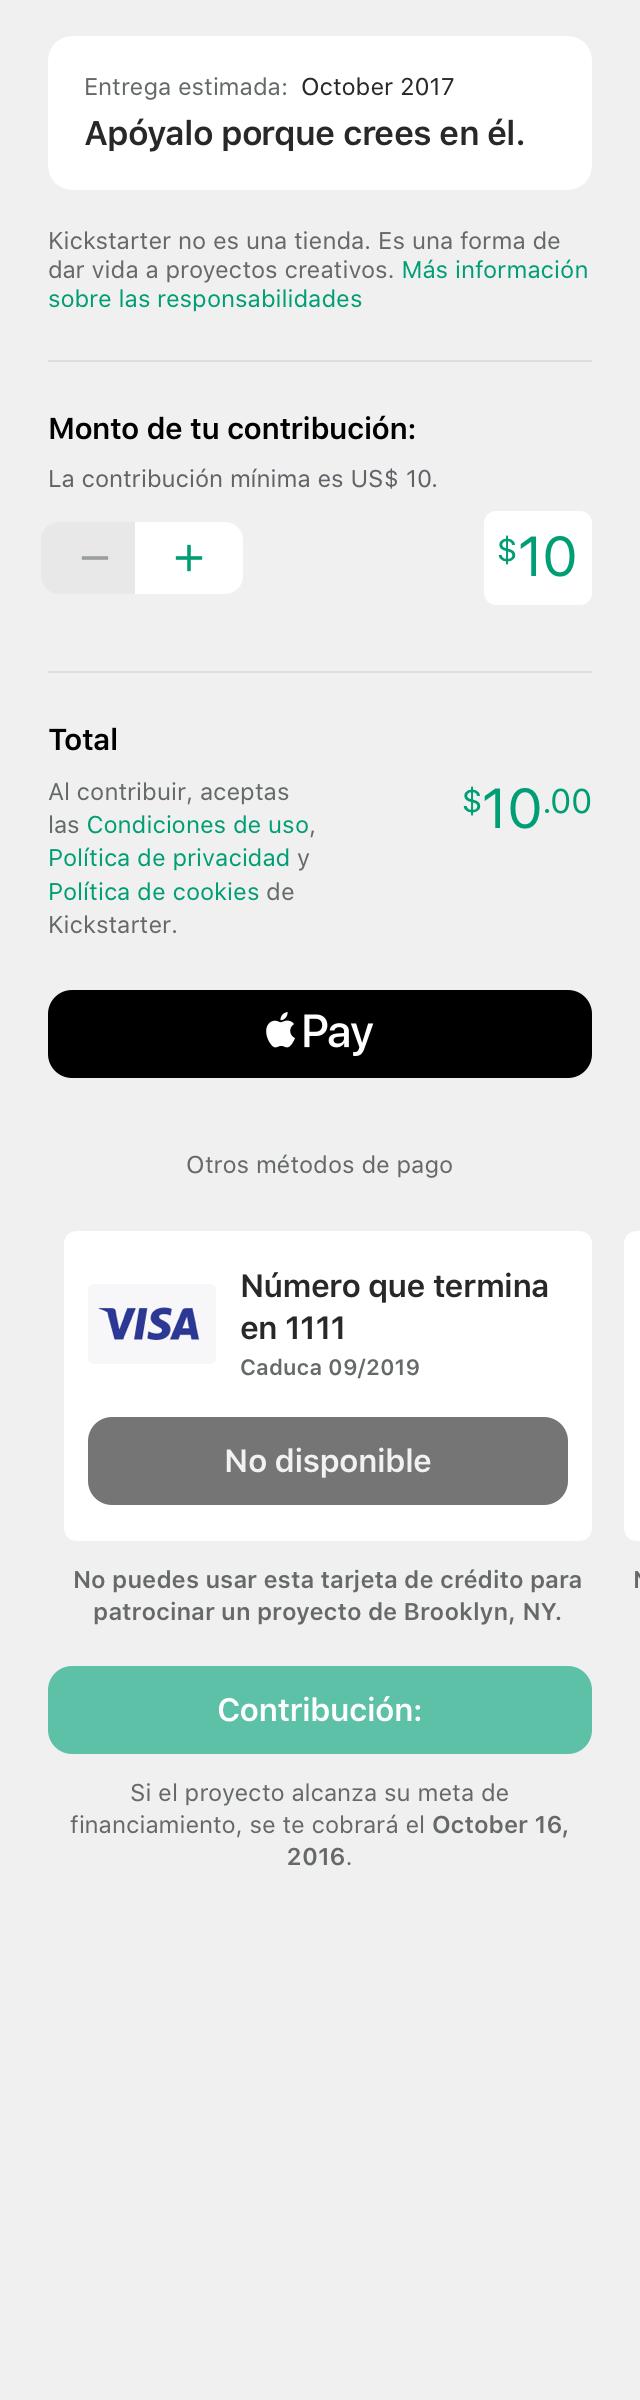 Entrega estimada: October 2017
Apóyalo porque crees en él.
Kickstarter no es una tienda. Es una forma de
dar vida a proyectos creativos. Más información
sobre las responsabilidades
Monto de tu contribución:
La contribución mínima es US$ 10.
− +
$10
Total
Al contribuir, aceptas
las Condiciones de uso,
Política de privacidad y
Política de cookies de
Kickstarter.
$10.00
Pay
Otros métodos de pago
VISA
Número que termina
en 1111
Caduca 09/2019
No disponible
No puedes usar esta tarjeta de crédito para
patrocinar un proyecto de Brooklyn, NY.
Contribución:
Si el proyecto alcanza su meta de
financiamiento, se te cobrará el October 16,
2016.